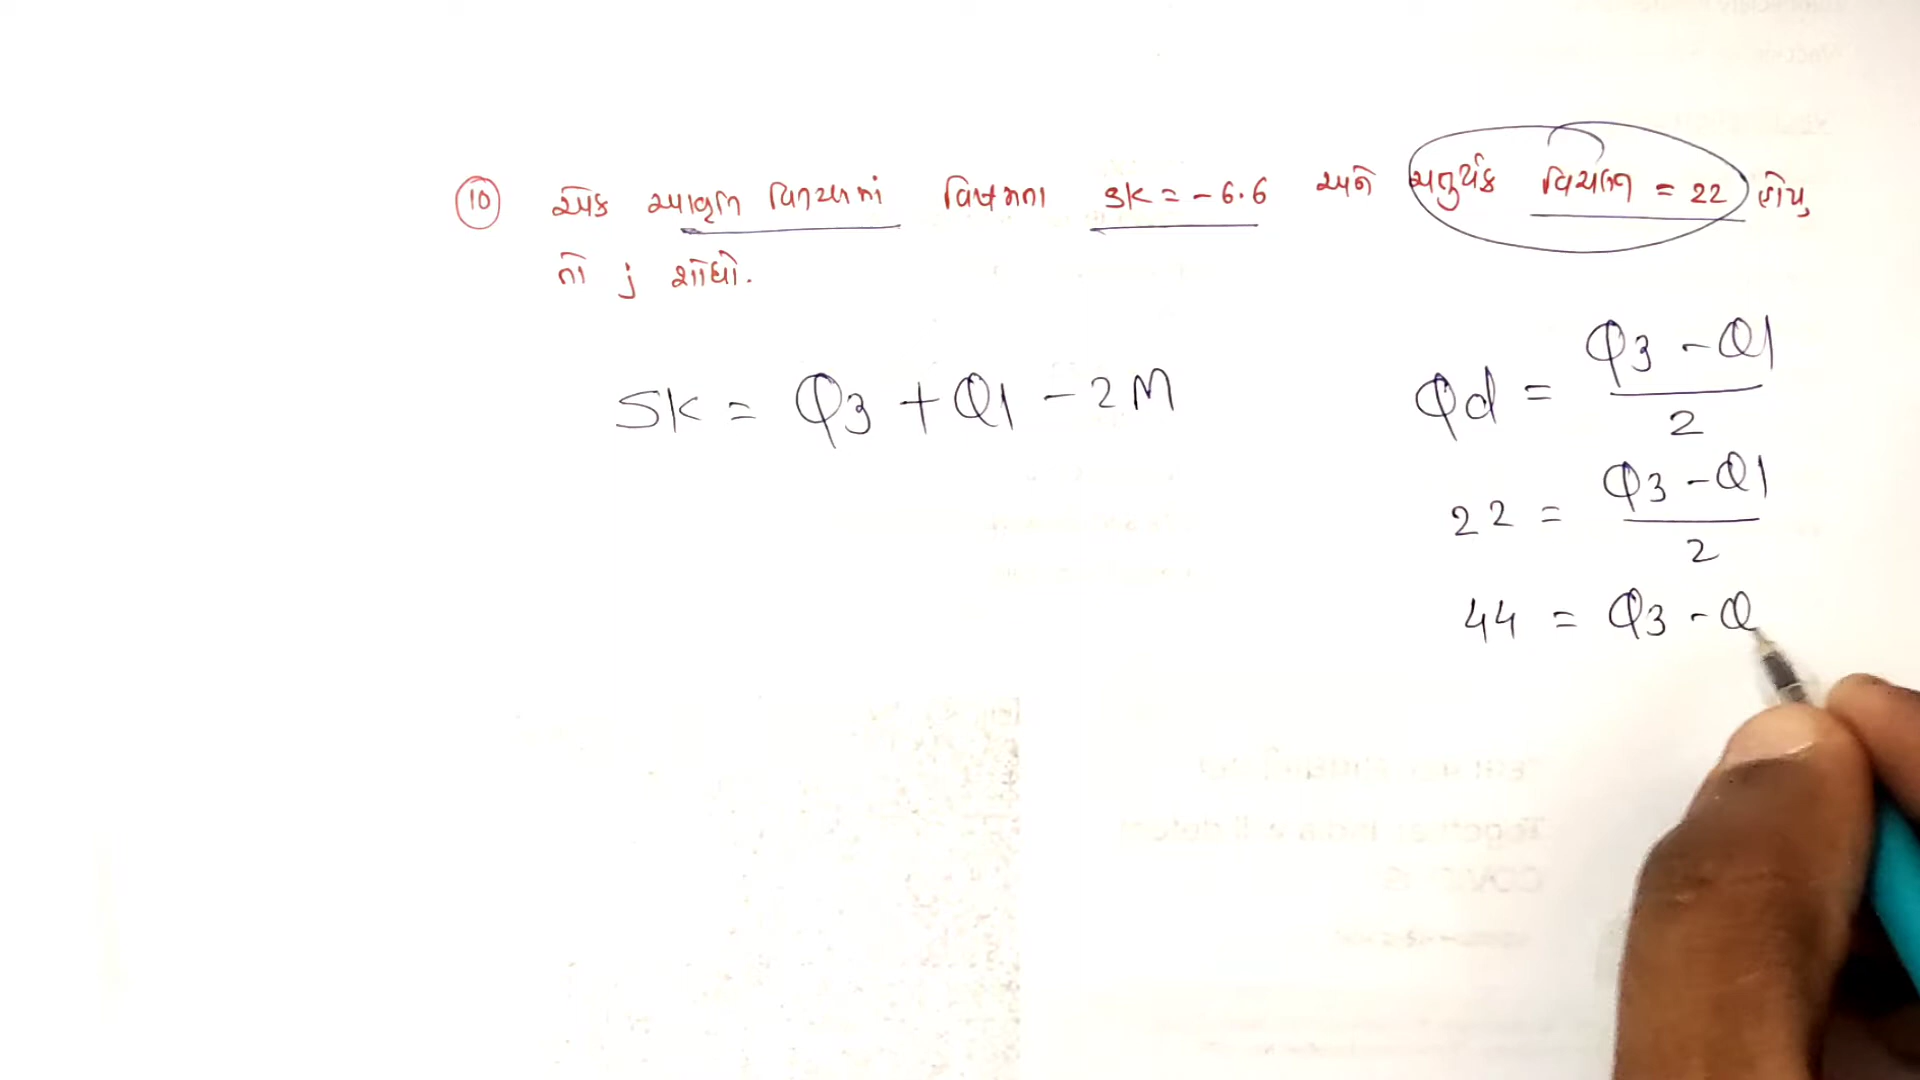 10 એક આવૃત્તિ વિતરણમાં વિષમતા SK = -6.6 અને ચતુર્થક વિચલન = 22 હોય,
તો j શોધો.
SK = Q3 + Q1 - 2M
Qd = Q3 - Q1 / 2
22 = Q3 - Q1 / 2
44 = Q3 - Q